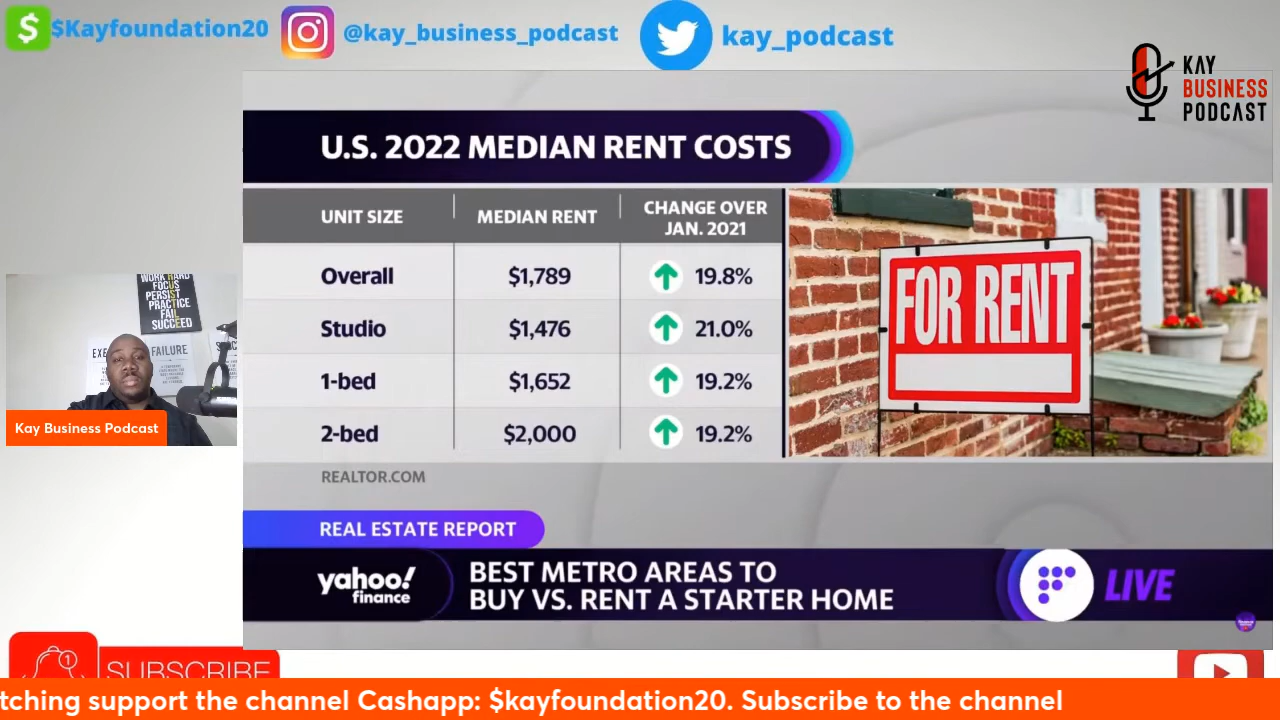 $Kayfoundation20
@kay_business_podcast
kay_podcast
KAY
BUSINESS
PODCAST
U.S. 2022 MEDIAN RENT COSTS
UNIT SIZE MEDIAN RENT CHANGE OVER JAN. 2021
Overall $1,789 19.8%
Studio $1,476 21.0%
1-bed $1,652 19.2%
2-bed $2,000 19.2%
REALTOR.COM
FOR RENT
WORK HARD
FOCUS
PERSIST
PRACTICE
FAIL
SUCCEED
FAILURE
Kay Business Podcast
REAL ESTATE REPORT
yahoo!
finance
BEST METRO AREAS TO
BUY VS. RENT A STARTER HOME
LIVE
1
SUBSCRIBE
tching support the channel Cashapp: $kayfoundation20. Subscribe to the channel